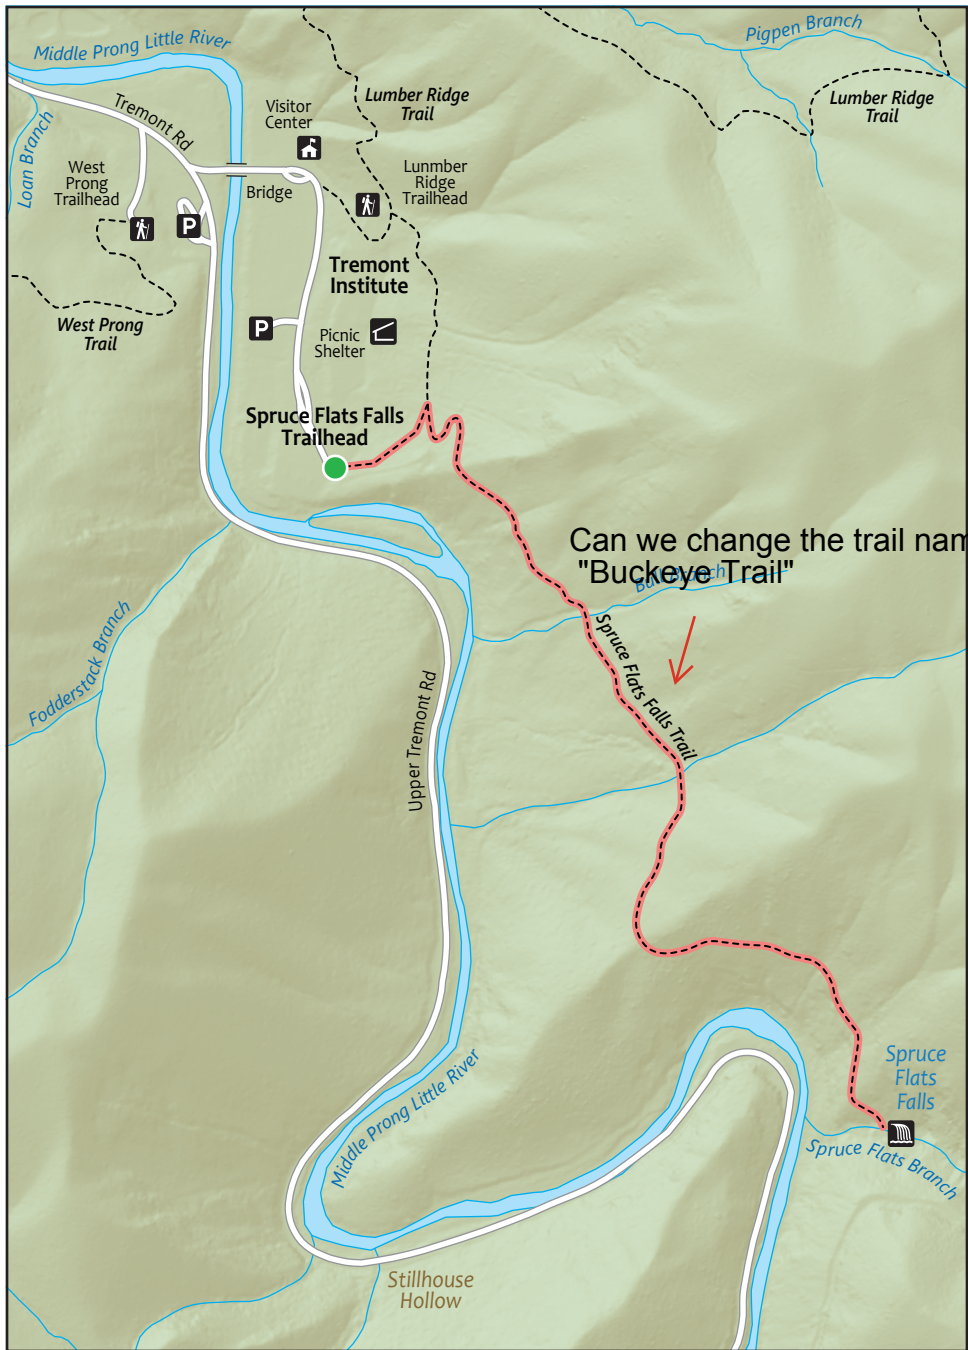 Middle Prong Little River
Pigpen Branch
Tremont Rd
Visitor
Center
Lumber Ridge
Trail
Lumber Ridge
Trail
Loan Branch
West
Prong
Trailhead
P
Bridge
Lunmber
Ridge
Trailhead
Tremont
Institute
West Prong
Trail
P
Picnic
Shelter
Spruce Flats Falls
Trailhead
Can we change the trail nam
"Buckeye Trail"
Branch
Fodderstack Branch
Spruce Flats Falls Trail
Upper Tremont Rd
Middle Prong Little River
Spruce
Flats
Falls
Spruce Flats Branch
Stillhouse
Hollow